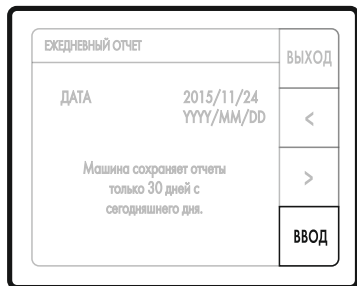 ЕЖЕДНЕВНЫЙ ОТЧЕТ
ВЫХОД
ДАТА 2015/11/24
YYYY/MM/DD
<
Машина сохраняет отчеты
только 30 дней с
сегодняшнего дня.
>
ВВОД